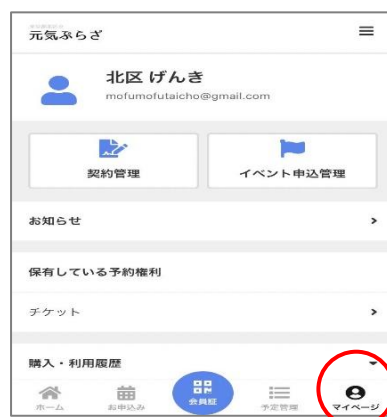 元気ぷらざ
北区 げんき
mofumofutaicho@gmail.com
契約管理
イベント申込管理
お知らせ
保有している予約権利
チケット
購入・利用履歴
ホーム
お申込み
会員証
予定管理
マイページ